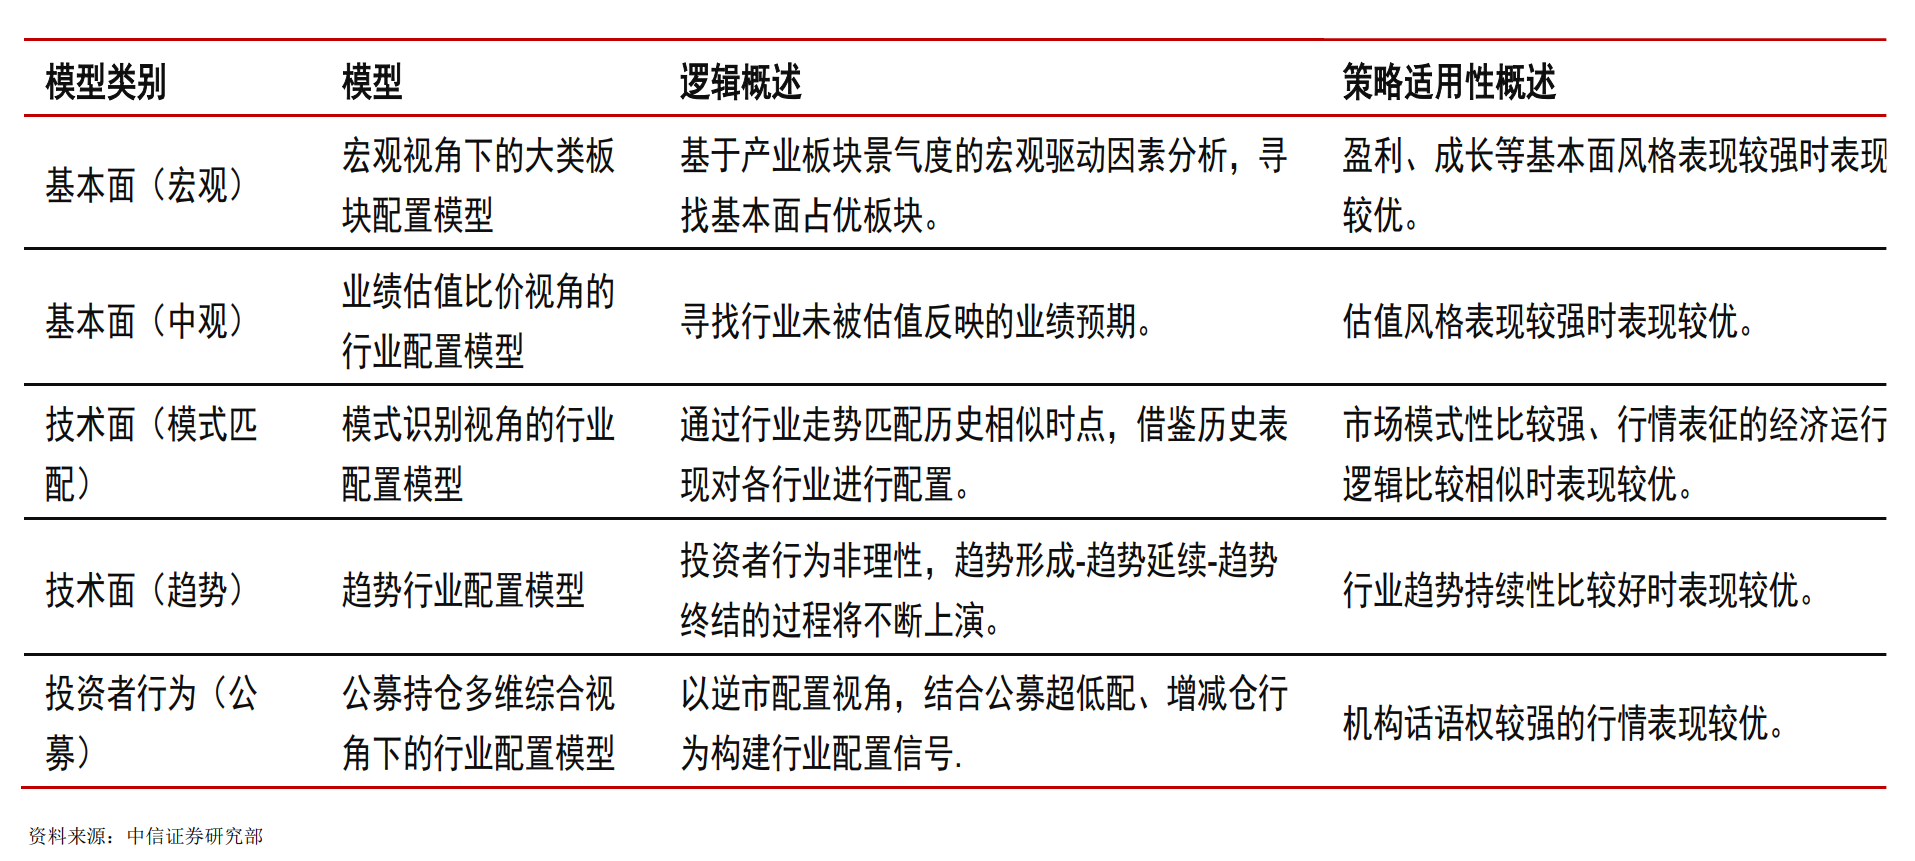 模型类别 模型 逻辑概述 策略适用性概述
基本面（宏观）
宏观视角下的大类板
块配置模型
基于产业板块景气度的宏观驱动因素分析，寻
找基本面占优板块。
盈利、成长等基本面风格表现较强时表现
较优。
基本面（中观）
业绩估值比价视角的
行业配置模型
寻找行业未被估值反映的业绩预期。
估值风格表现较强时表现较优。
技术面（模式匹
配）
模式识别视角的行业
配置模型
通过行业走势匹配历史相似时点，借鉴历史表
现对各行业进行配置。
市场模式性比较强、行情表征的经济运行
逻辑比较相似时表现较优。
技术面（趋势）
趋势行业配置模型
投资者行为非理性，趋势形成-趋势延续-趋势
终结的过程将不断上演。
行业趋势持续性比较好时表现较优。
投资者行为（公
募）
公募持仓多维综合视
角下的行业配置模型
以逆市配置视角，结合公募超低配、增减仓行
为构建行业配置信号.
机构话语权较强的行情表现较优。
资料来源：中信证券研究部